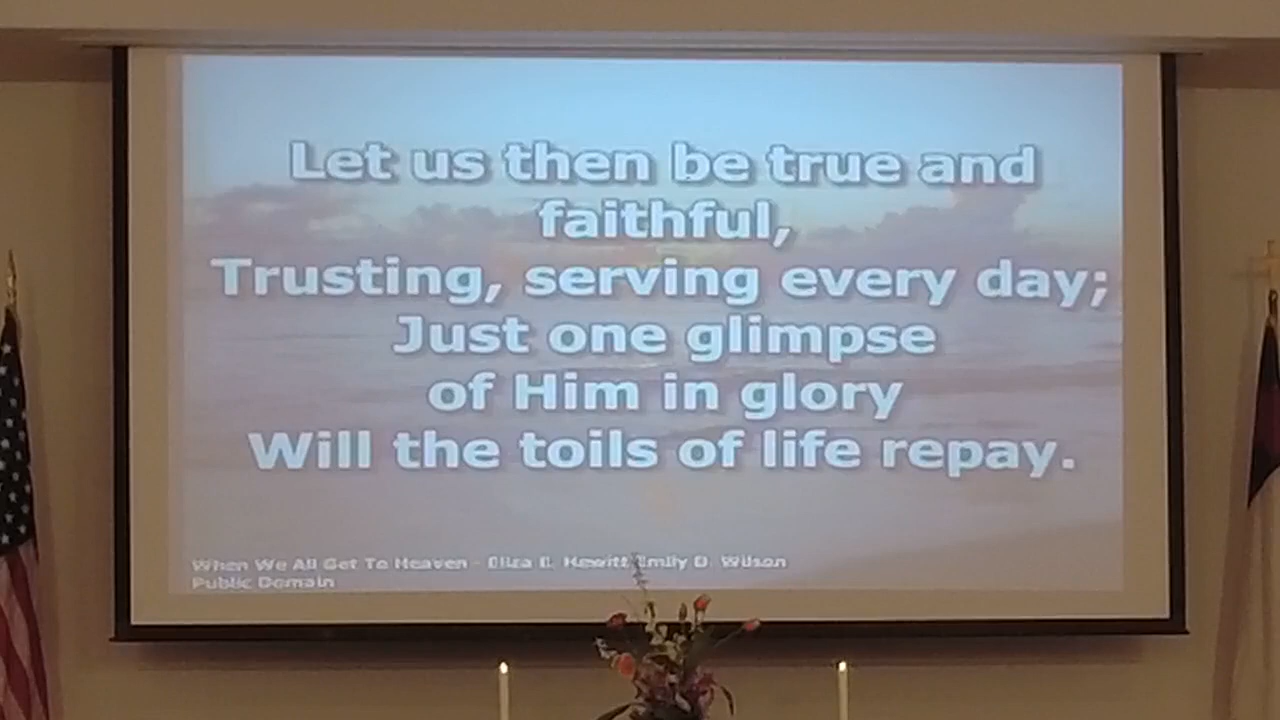 Let us then be true and
faithful,
Trusting, serving every day;
Just one glimpse
of Him in glory
Will the toils of life repay.
When We All Get To Heaven - Eliza E. Hewitt Emily D. Wilson
Public Domain